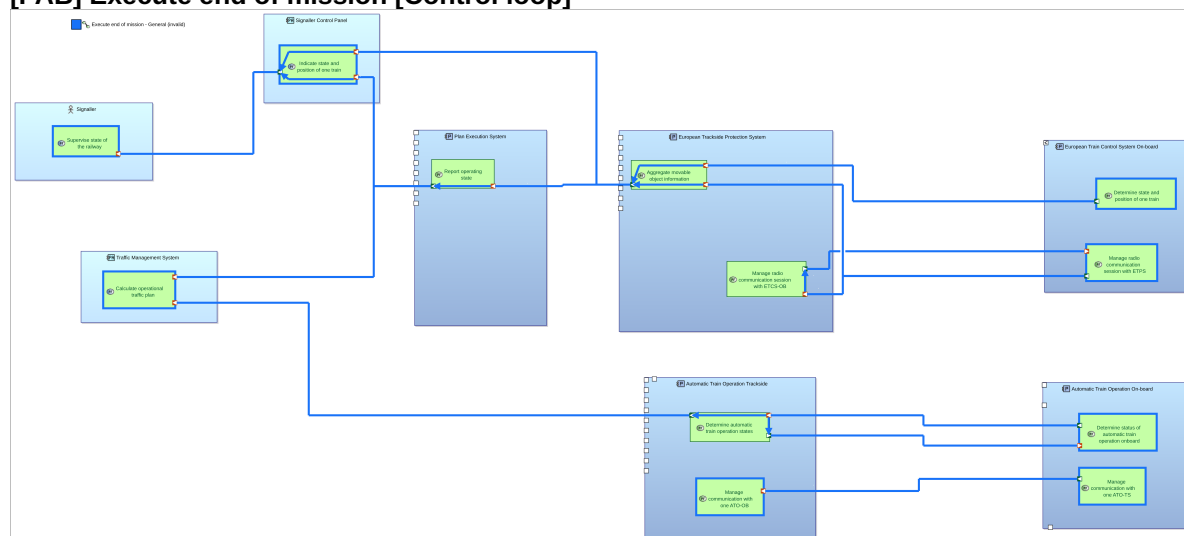 [FAB] Execute end of mission [Control loop]
Execute end of mission - General (invalid)
Signaller Control Panel
Indicate state and
position of one train
Signaller
Supervise state of
the railway
Plan Execution System
Report operating
state
European Trackside Protection System
Aggregate movable
object information
Manage radio
communication session
with ETCS-OB
European Train Control System On-board
Determine state and
position of one train
Manage radio
communication
session with ETPS
Traffic Management System
Calculate operational
traffic plan
Automatic Train Operation Trackside
Determine automatic
train operation states
Manage
communication with
one ATO-OB
Automatic Train Operation On-board
Determine status of
automatic train
operation onboard
Manage
communication with
one ATO-TS